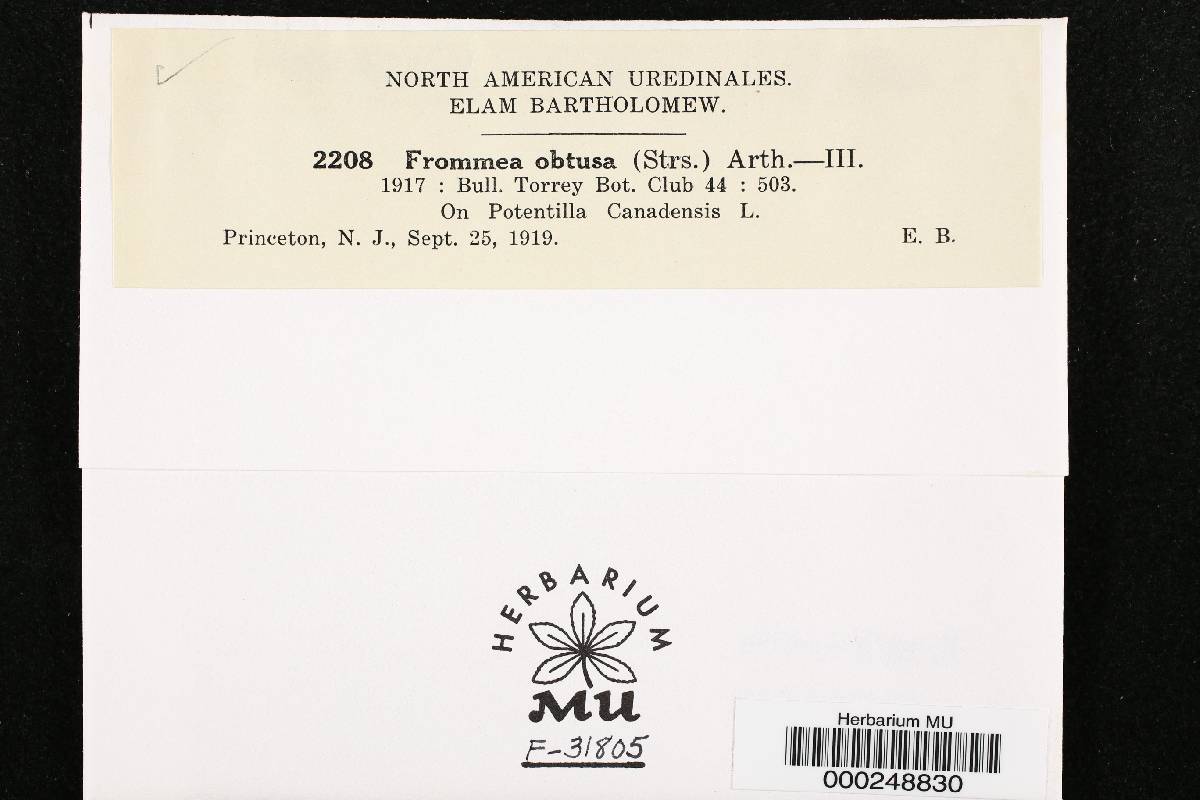 NORTH AMERICAN UREDINALES.
ELAM BARTHOLOMEW.
2208 Frommea obtusa (Strs.) Arth.—III.
1917 : Bull. Torrey Bot. Club 44 : 503.
On Potentilla Canadensis L.
Princeton, N. J., Sept. 25, 1919. E. B.
HERBARIUM
MU
F-31805
Herbarium MU
000248830